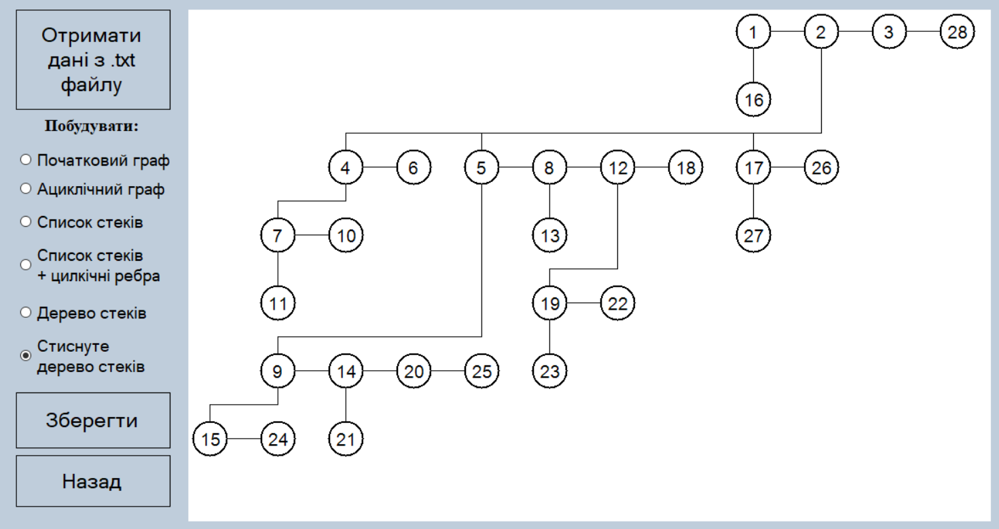 Отримати
дані з .txt
файлу
Побудувати:
Початковий граф
Ациклічний граф
Список стеків
Список стеків
+ цилкічні ребра
Дерево стеків
Стиснуте
дерево стеків
Зберегти
Назад
1 2 3 28
16
4 6 5 8 12 18 17 26
7 10 13 27
11 19 22
9 14 20 25 23
15 24 21